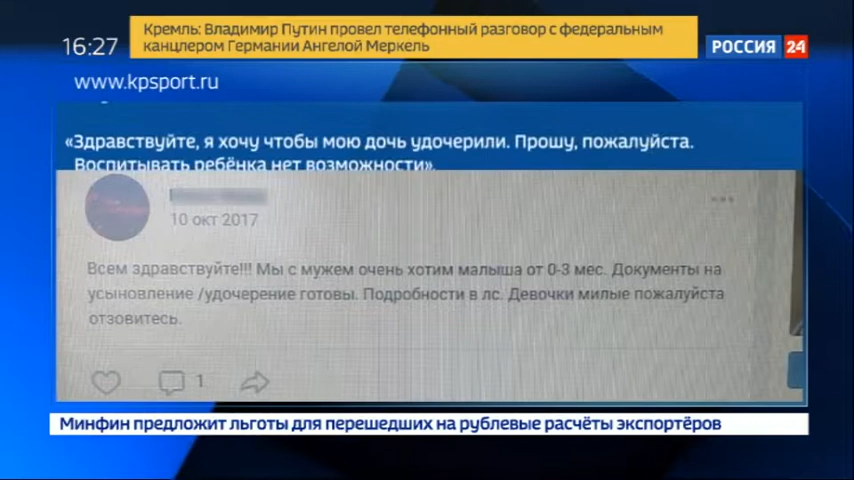 16:27
Кремль: Владимир Путин провел телефонный разговор с федеральным
канцлером Германии Ангелой Меркель
РОССИЯ 24
www.kpsport.ru
«Здравствуйте, я хочу чтобы мою дочь удочерили. Прошу, пожалуйста.
Воспитывать ребёнка нет возможности».
10 окт 2017
Всем здравствуйте!!! Мы с мужем очень хотим малыша от 0-3 мес. Документы на
усыновление /удочерение готовы. Подробности в лс. Девочки милые пожалуйста
отзовитесь.
1
Минфин предложит льготы для перешедших на рублевые расчёты экспортёров